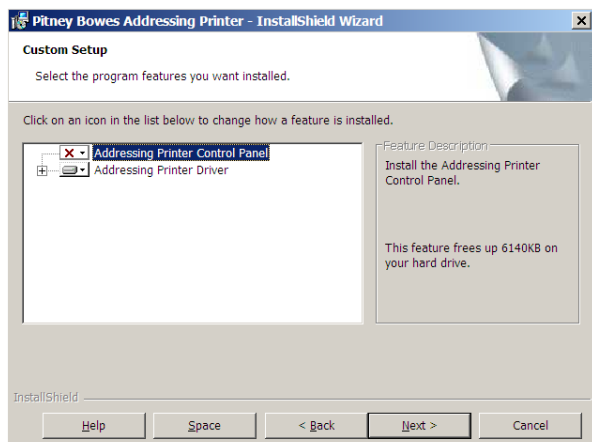 Pitney Bowes Addressing Printer - InstallShield Wizard
Custom Setup
Select the program features you want installed.
Click on an icon in the list below to change how a feature is installed.
Addressing Printer Control Panel
Addressing Printer Driver
Feature Description
Install the Addressing Printer
Control Panel.
This feature frees up 6140KB on
your hard drive.
InstallShield
Help
Space
< Back
Next >
Cancel